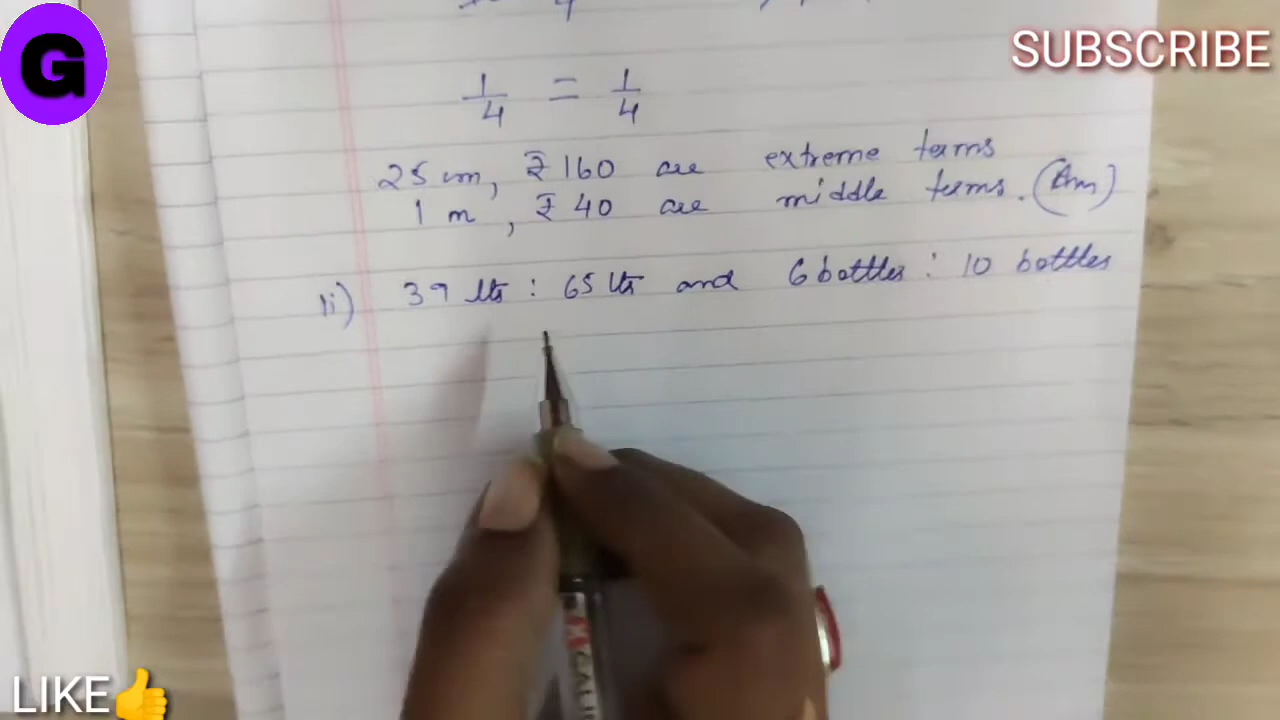 G
SUBSCRIBE
1/4 = 1/4
25 cm, ₹ 160 are extreme terms
1 m, ₹ 40 are middle terms. (Ans)
ii) 39 lts : 65 lts and 6 bottles : 10 bottles
LIKE👍